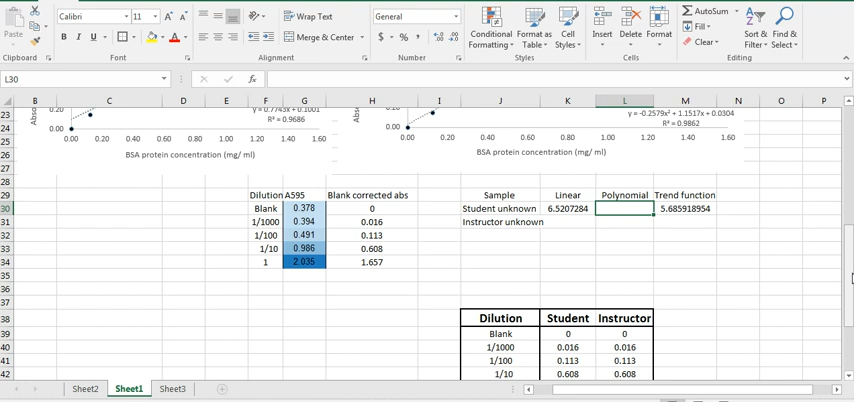 Calibri 11 A A Wrap Text General AutoSum
Paste B I U A Merge & Center $ % , Conditional Format as Cell Insert Delete Format Fill Sort & Find &
Formatting Table Styles Clear Filter Select
Clipboard Font Alignment Number Styles Cells Editing
L30 fx
B C D E F G H I J K L M N O P
23 Abso 0.20 y = 0.7743x + 0.1001 Abso y = -0.2579x² + 1.1517x + 0.0304
R² = 0.9686 R² = 0.9862
24 0.00 0.00
25 0.00 0.20 0.40 0.60 0.80 1.00 1.20 1.40 1.60 0.00 0.20 0.40 0.60 0.80 1.00 1.20 1.40 1.60
26 BSA protein concentration (mg/ ml) BSA protein concentration (mg/ ml)
27
28
29 Dilution A595 Blank corrected abs Sample Linear Polynomial Trend function
30 Blank 0.378 0 Student unknown 6.5207284 5.685918954
31 1/1000 0.394 0.016 Instructor unknown
32 1/100 0.491 0.113
33 1/10 0.986 0.608
34 1 2.035 1.657
35
36
37
38 Dilution Student Instructor
39 Blank 0 0
40 1/1000 0.016 0.016
41 1/100 0.113 0.113
42 1/10 0.608 0.608
Sheet2 Sheet1 Sheet3